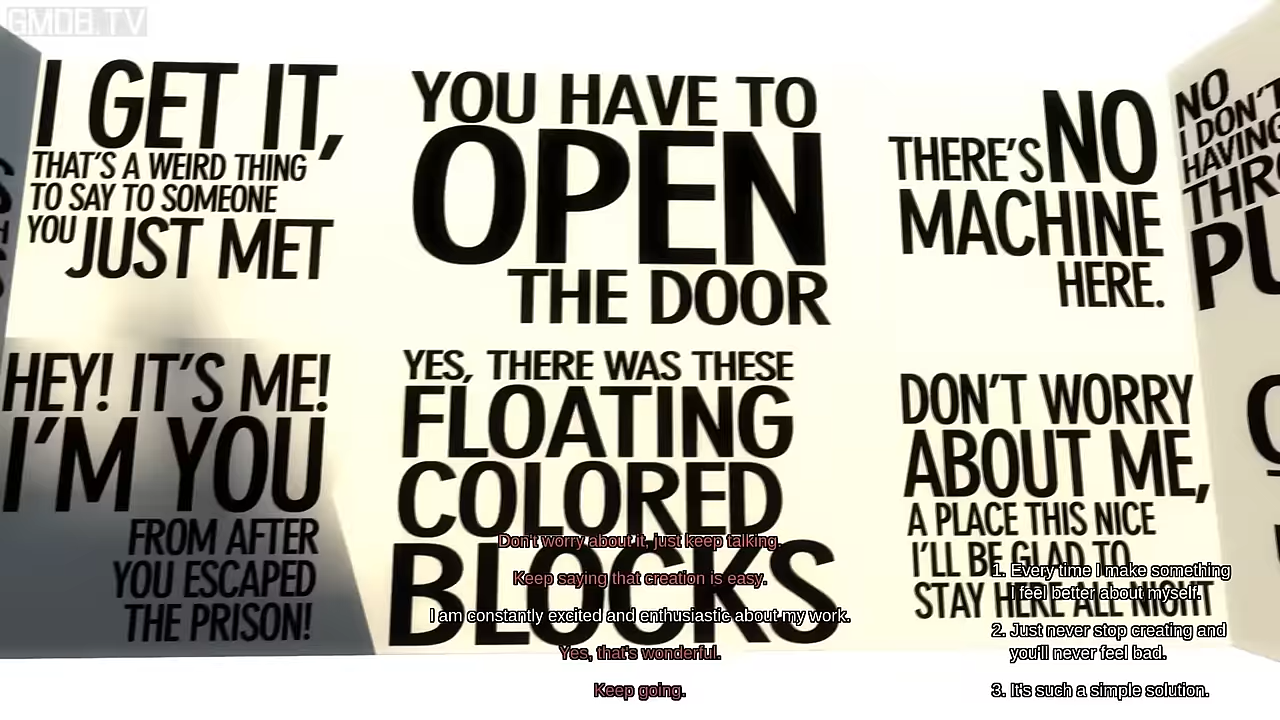 GMDB.TV
I GET IT,
THAT'S A WEIRD THING
TO SAY TO SOMEONE
YOU JUST MET
HEY! IT'S ME!
I'M YOU
FROM AFTER
YOU ESCAPED
THE PRISON!
YOU HAVE TO
OPEN
THE DOOR
YES, THERE WAS THESE
FLOATING
COLORED
BLOCKS
THERE'S NO
MACHINE
HERE.
DON'T WORRY
ABOUT ME,
A PLACE THIS NICE
I'LL BE GLAD TO
STAY HERE ALL NIGHT
NO
I DON'T
HAVING
Don't worry about it, just keep talking.
Keep saying that creation is easy.
I am constantly excited and enthusiastic about my work.
Yes, that's wonderful.
Keep going.
1. Every time I make something
I feel better about myself.
2. Just never stop creating and
you'll never feel bad.
3. It's such a simple solution.